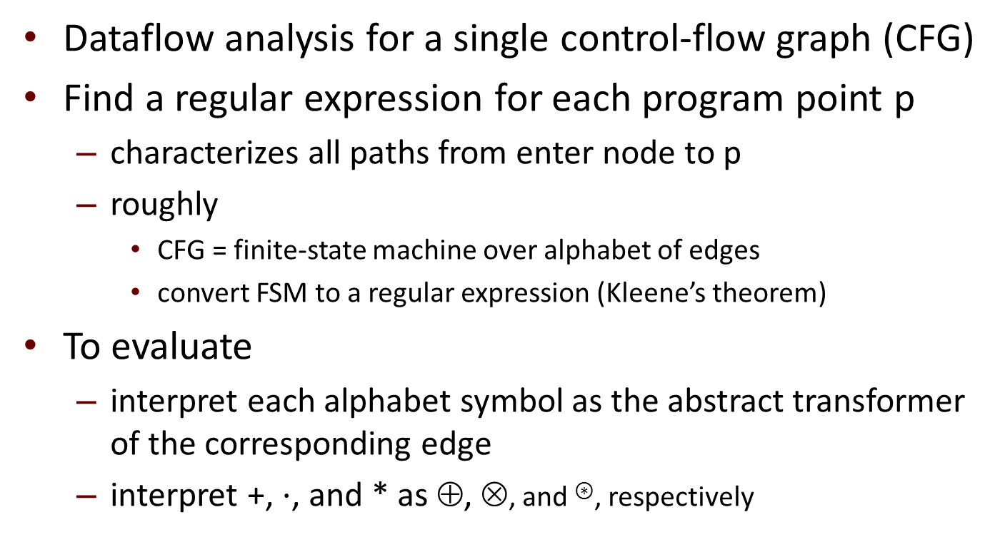 • Dataflow analysis for a single control-flow graph (CFG)
• Find a regular expression for each program point p
– characterizes all paths from enter node to p
– roughly
• CFG = finite-state machine over alphabet of edges
• convert FSM to a regular expression (Kleene’s theorem)
• To evaluate
– interpret each alphabet symbol as the abstract transformer
of the corresponding edge
– interpret +, ·, and * as ⊕, ⊗, and ⊛, respectively